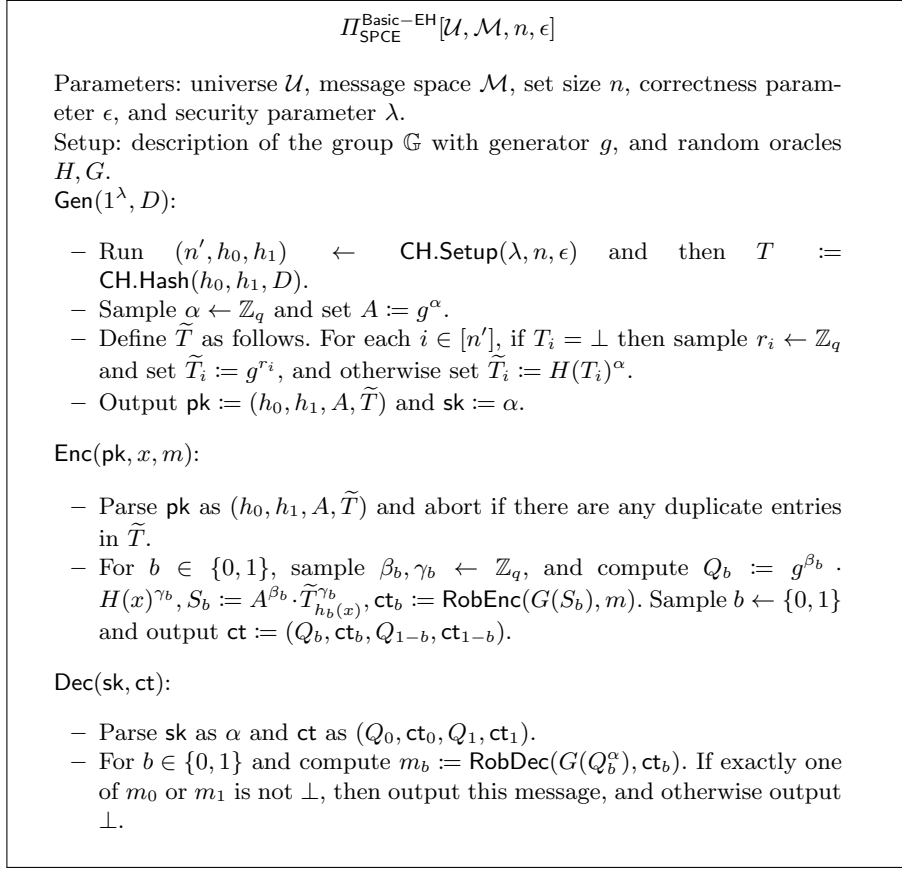 Π^{Basic−EH}_{SPCE}[𝒰, ℳ, n, ϵ]
Parameters: universe 𝒰, message space ℳ, set size n, correctness param-
eter ϵ, and security parameter λ.
Setup: description of the group 𝔾 with generator g, and random oracles
H, G.
Gen(1^λ, D):
– Run (n′, h_0, h_1) ← CH.Setup(λ, n, ϵ) and then T :=
CH.Hash(h_0, h_1, D).
– Sample α ← ℤ_q and set A := g^α.
– Define T̃ as follows. For each i ∈ [n′], if T_i = ⊥ then sample r_i ← ℤ_q
and set T̃_i := g^{r_i}, and otherwise set T̃_i := H(T_i)^α.
– Output pk := (h_0, h_1, A, T̃) and sk := α.
Enc(pk, x, m):
– Parse pk as (h_0, h_1, A, T̃) and abort if there are any duplicate entries
in T̃.
– For b ∈ {0, 1}, sample β_b, γ_b ← ℤ_q, and compute Q_b := g^{β_b} ·
H(x)^{γ_b}, S_b := A^{β_b} · T̃^{γ_b}_{h_b(x)}, ct_b := RobEnc(G(S_b), m). Sample b ← {0, 1}
and output ct := (Q_b, ct_b, Q_{1−b}, ct_{1−b}).
Dec(sk, ct):
– Parse sk as α and ct as (Q_0, ct_0, Q_1, ct_1).
– For b ∈ {0, 1} and compute m_b := RobDec(G(Q_b^α), ct_b). If exactly one
of m_0 or m_1 is not ⊥, then output this message, and otherwise output
⊥.